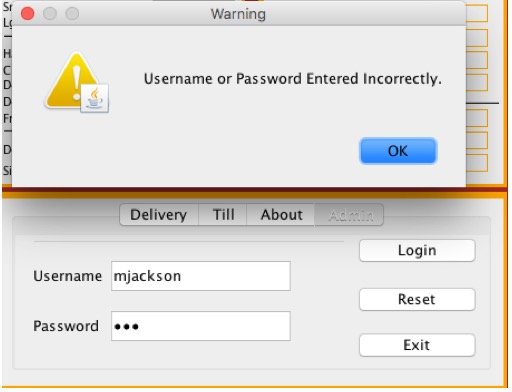 Warning
Username or Password Entered Incorrectly.
OK
Delivery Till About Admin
Login
Username mjackson
Reset
Password •••
Exit